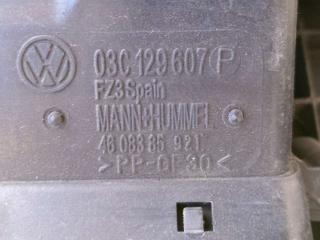 03C 129 607 P
FZ3 Spain
MANN&HUMMEL
46 083 85 921
>PP-GF30<